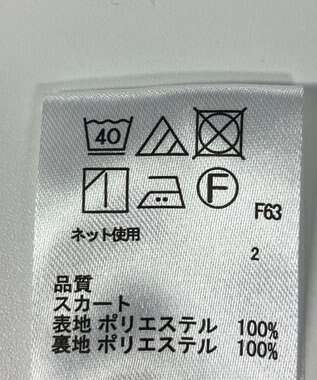 40
F
F63
ネット使用
2
品質
スカート
表地 ポリエステル 100%
裏地 ポリエステル 100%